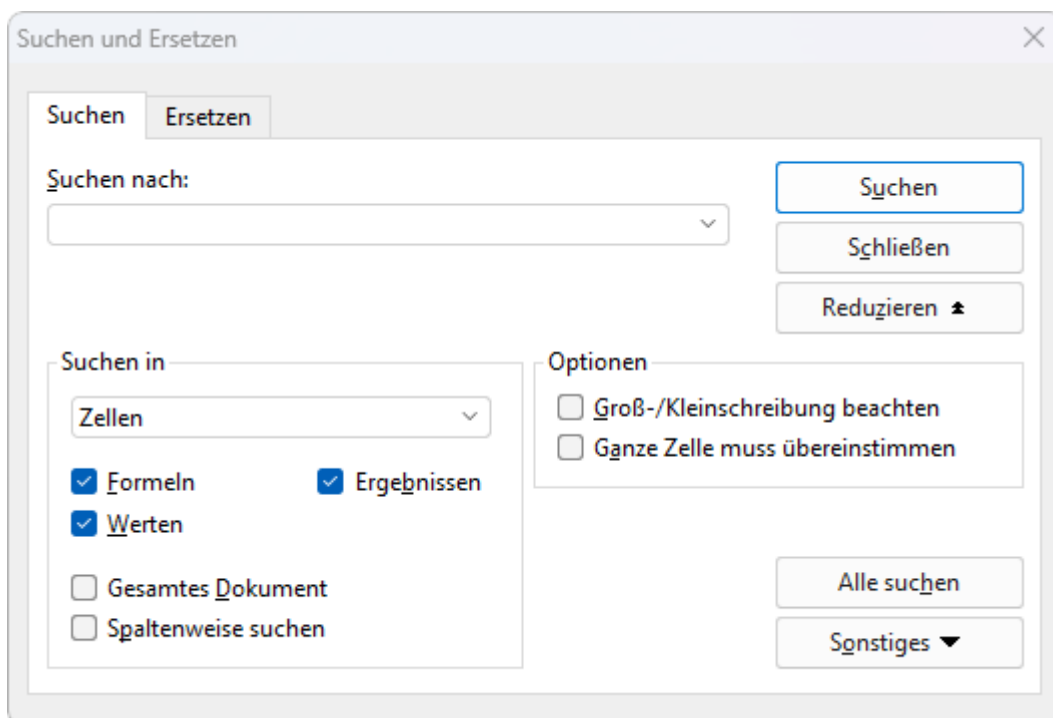 Suchen und Ersetzen
Suchen
Ersetzen
Suchen nach:
Suchen
Schließen
Reduzieren
Suchen in
Zellen
Formeln
Ergebnissen
Werten
Gesamtes Dokument
Spaltenweise suchen
Optionen
Groß-/Kleinschreibung beachten
Ganze Zelle muss übereinstimmen
Alle suchen
Sonstiges